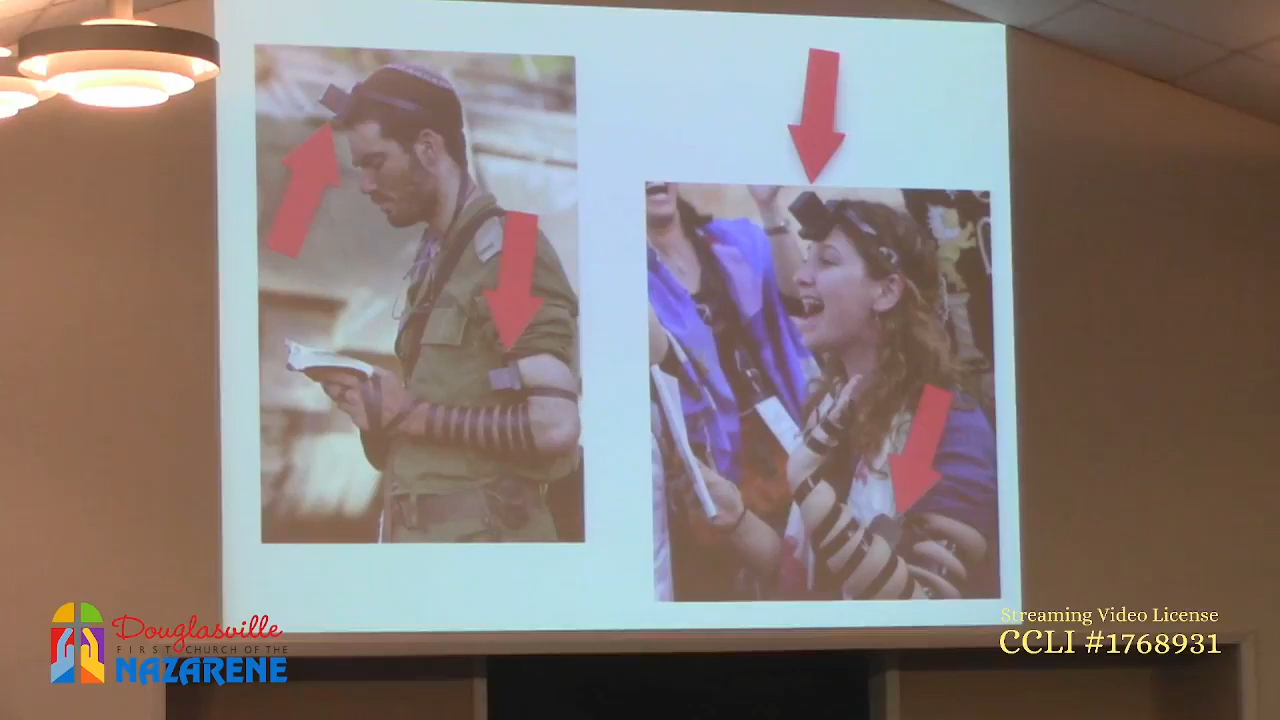 Douglasville
FIRST CHURCH OF THE
NAZARENE
Streaming Video License
CCLI #1768931